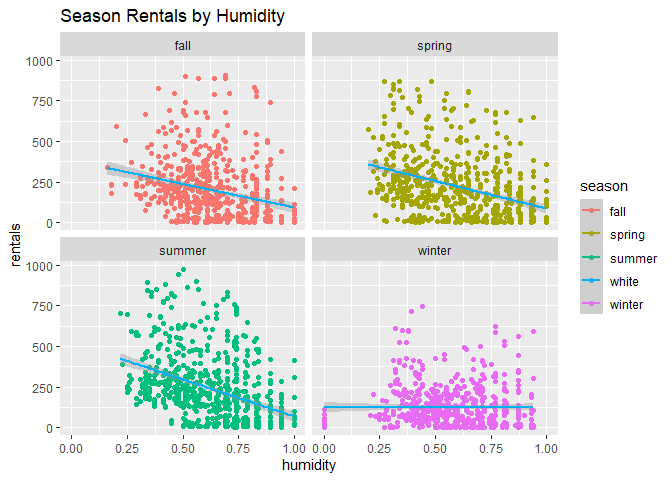 Season Rentals by Humidity
fall
spring
1000
750
500
250
0
summer
winter
1000
750
500
250
0
0.00 0.25 0.50 0.75 1.00
0.00 0.25 0.50 0.75 1.00
humidity
rentals
season
fall
spring
summer
white
winter